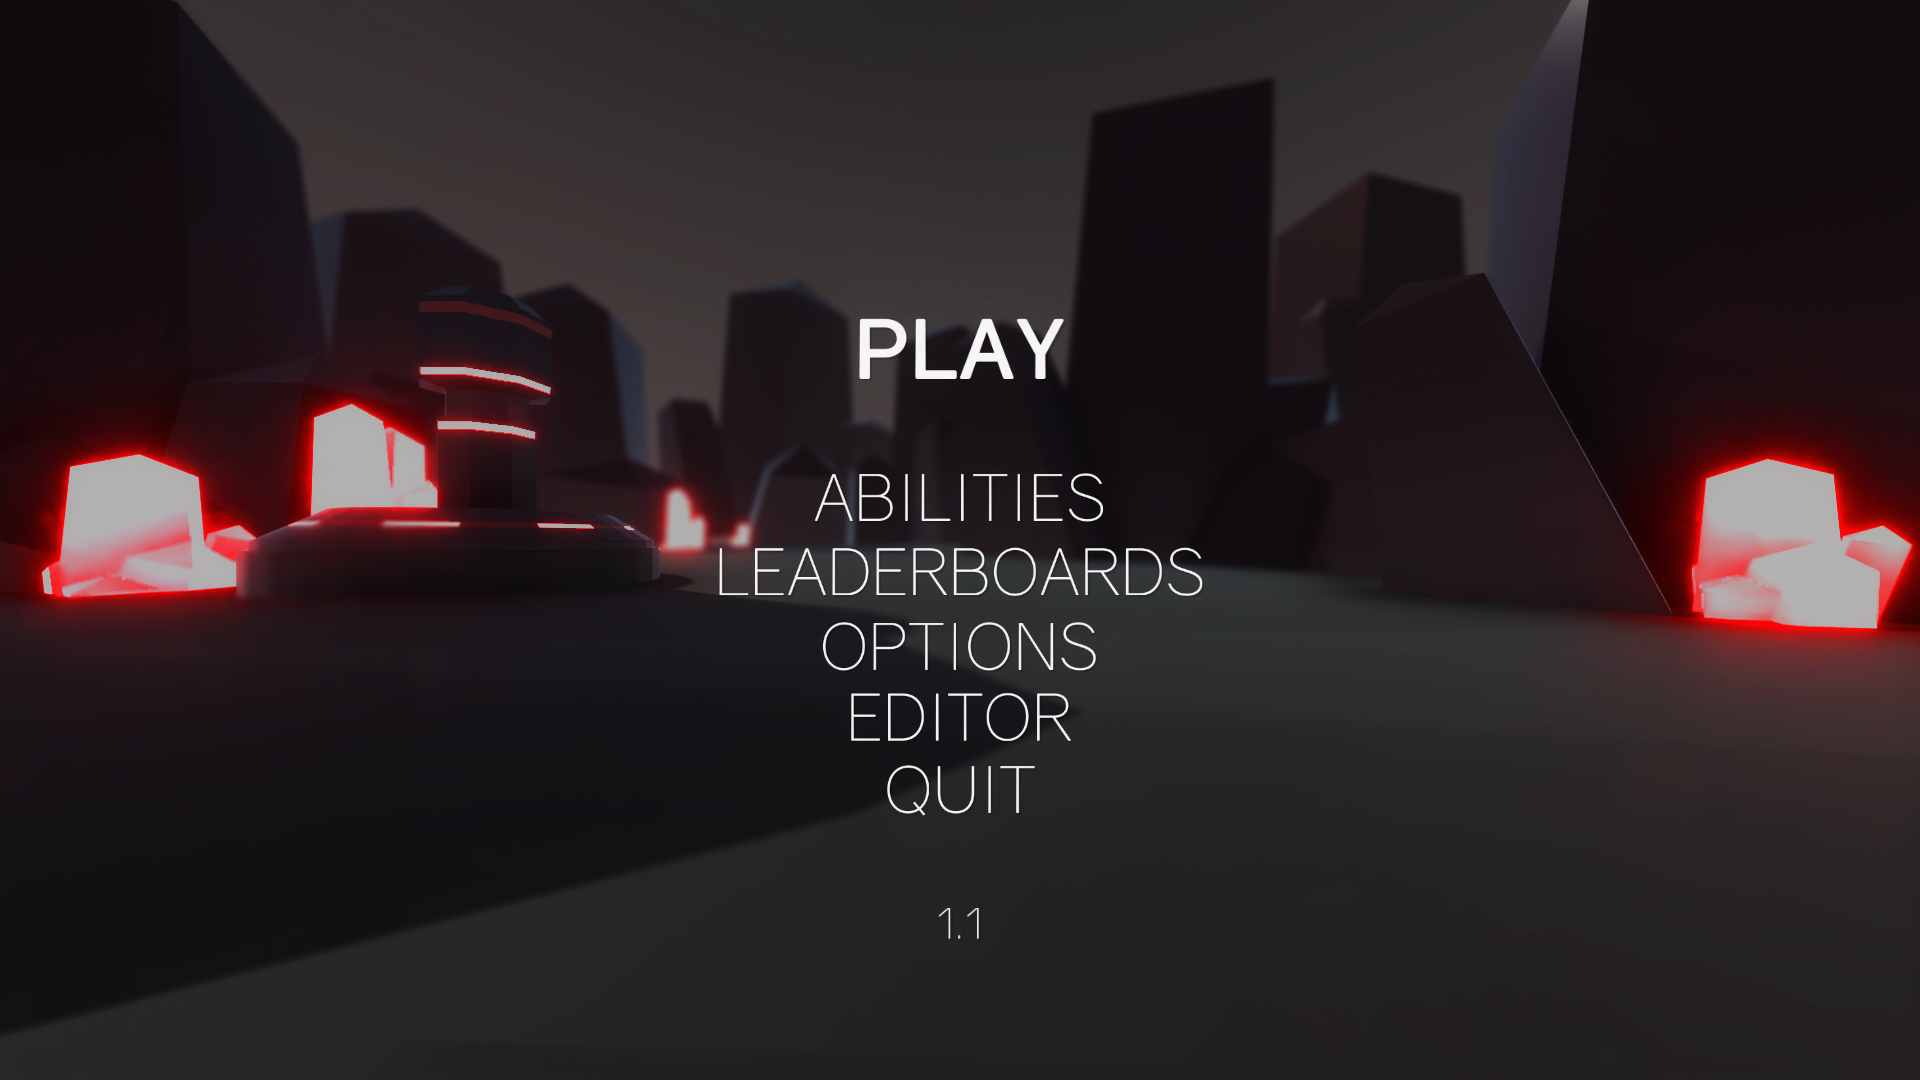 PLAY
ABILITIES
LEADERBOARDS
OPTIONS
EDITOR
QUIT
1.1